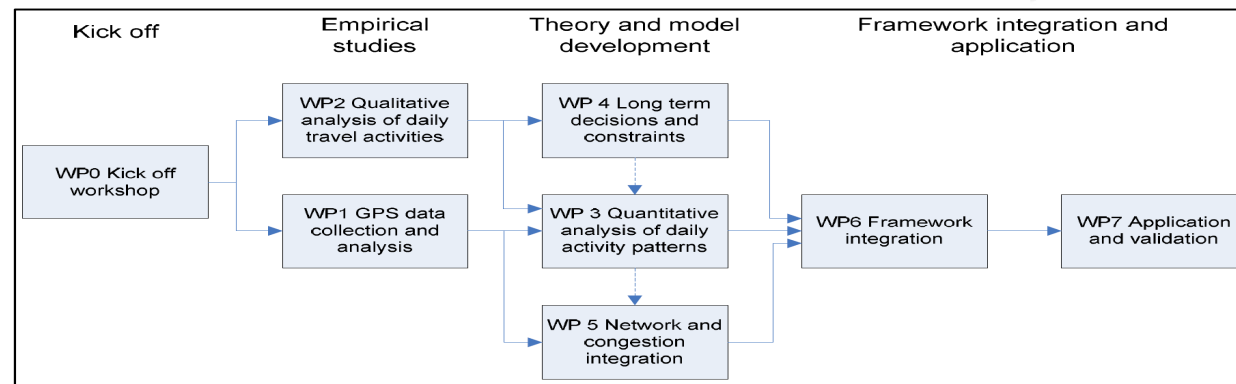 Kick off
Empirical
studies
Theory and model
development
Framework integration and
application
WP0 Kick off
workshop
WP2 Qualitative
analysis of daily
travel activities
WP1 GPS data
collection and
analysis
WP 4 Long term
decisions and
constraints
WP 3 Quantitative
analysis of daily
activity patterns
WP 5 Network and
congestion
integration
WP6 Framework
integration
WP7 Application
and validation